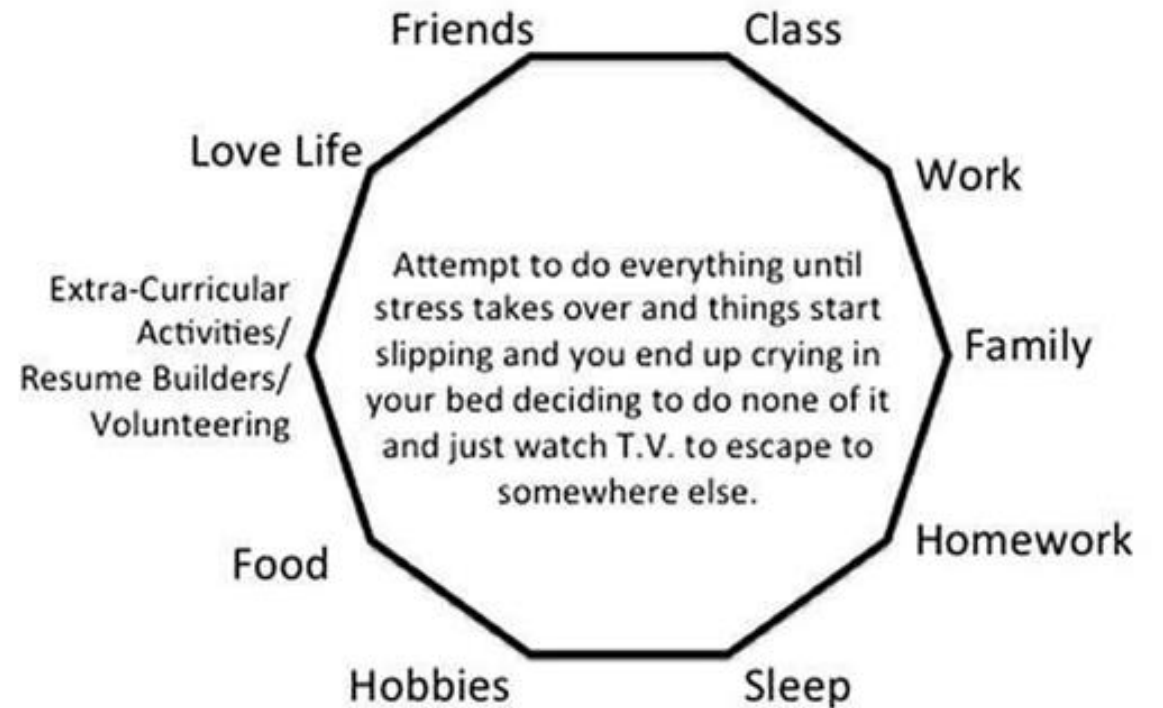 Friends
Class
Love Life
Work
Extra-Curricular
Activities/
Resume Builders/
Volunteering
Attempt to do everything until
stress takes over and things start
slipping and you end up crying in
your bed deciding to do none of it
and just watch T.V. to escape to
somewhere else.
Family
Food
Homework
Hobbies
Sleep